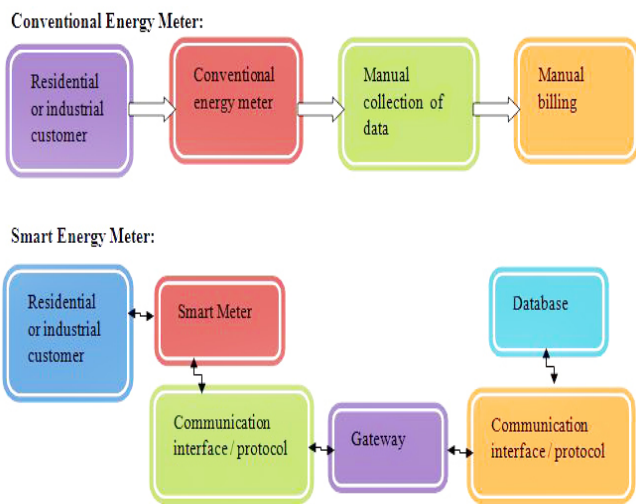 Conventional Energy Meter:
Residential
or industrial
customer
Conventional
energy meter
Manual
collection of
data
Manual
billing
Smart Energy Meter:
Residential
or industrial
customer
Smart Meter
Database
Communication
interface / protocol
Gateway
Communication
interface / protocol